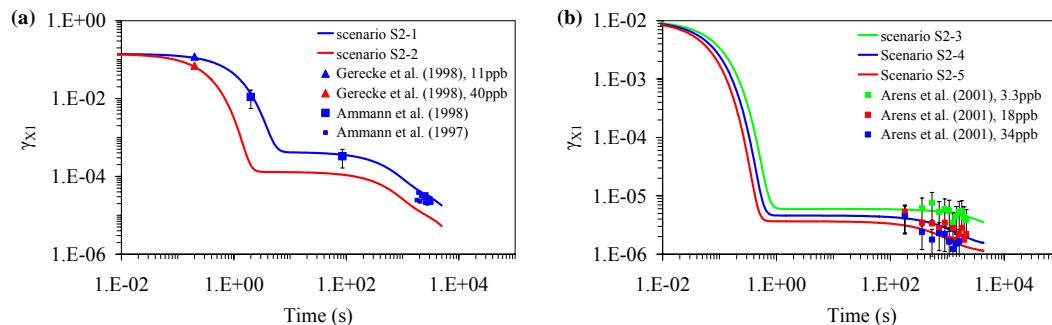 (a)
1.E+00
1.E-02
1.E-04
1.E-06
γX1
scenario S2-1
scenario S2-2
Gerecke et al. (1998), 11ppb
Gerecke et al. (1998), 40ppb
Ammann et al. (1998)
Ammann et al. (1997)
1.E-02 1.E+00 1.E+02 1.E+04
Time (s)
(b)
1.E-02
1.E-03
1.E-04
1.E-05
1.E-06
γX1
scenario S2-3
Scenario S2-4
Scenario S2-5
Arens et al. (2001), 3.3ppb
Arens et al. (2001), 18ppb
Arens et al. (2001), 34ppb
1.E-02 1.E+00 1.E+02 1.E+04
Time (s)